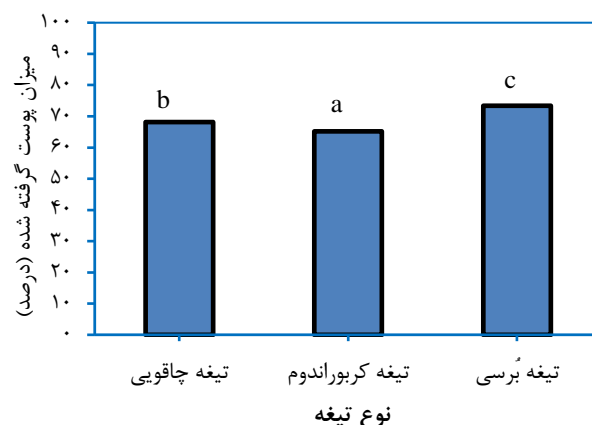 میزان پوست گرفته شده (درصد)
۱۰۰
۹۰
۸۰
۷۰
۶۰
۵۰
۴۰
۳۰
۲۰
۱۰
۰
b
a
c
تیغه چاقویی
تیغه کربوراندوم
تیغه بُرسی
نوع تیغه